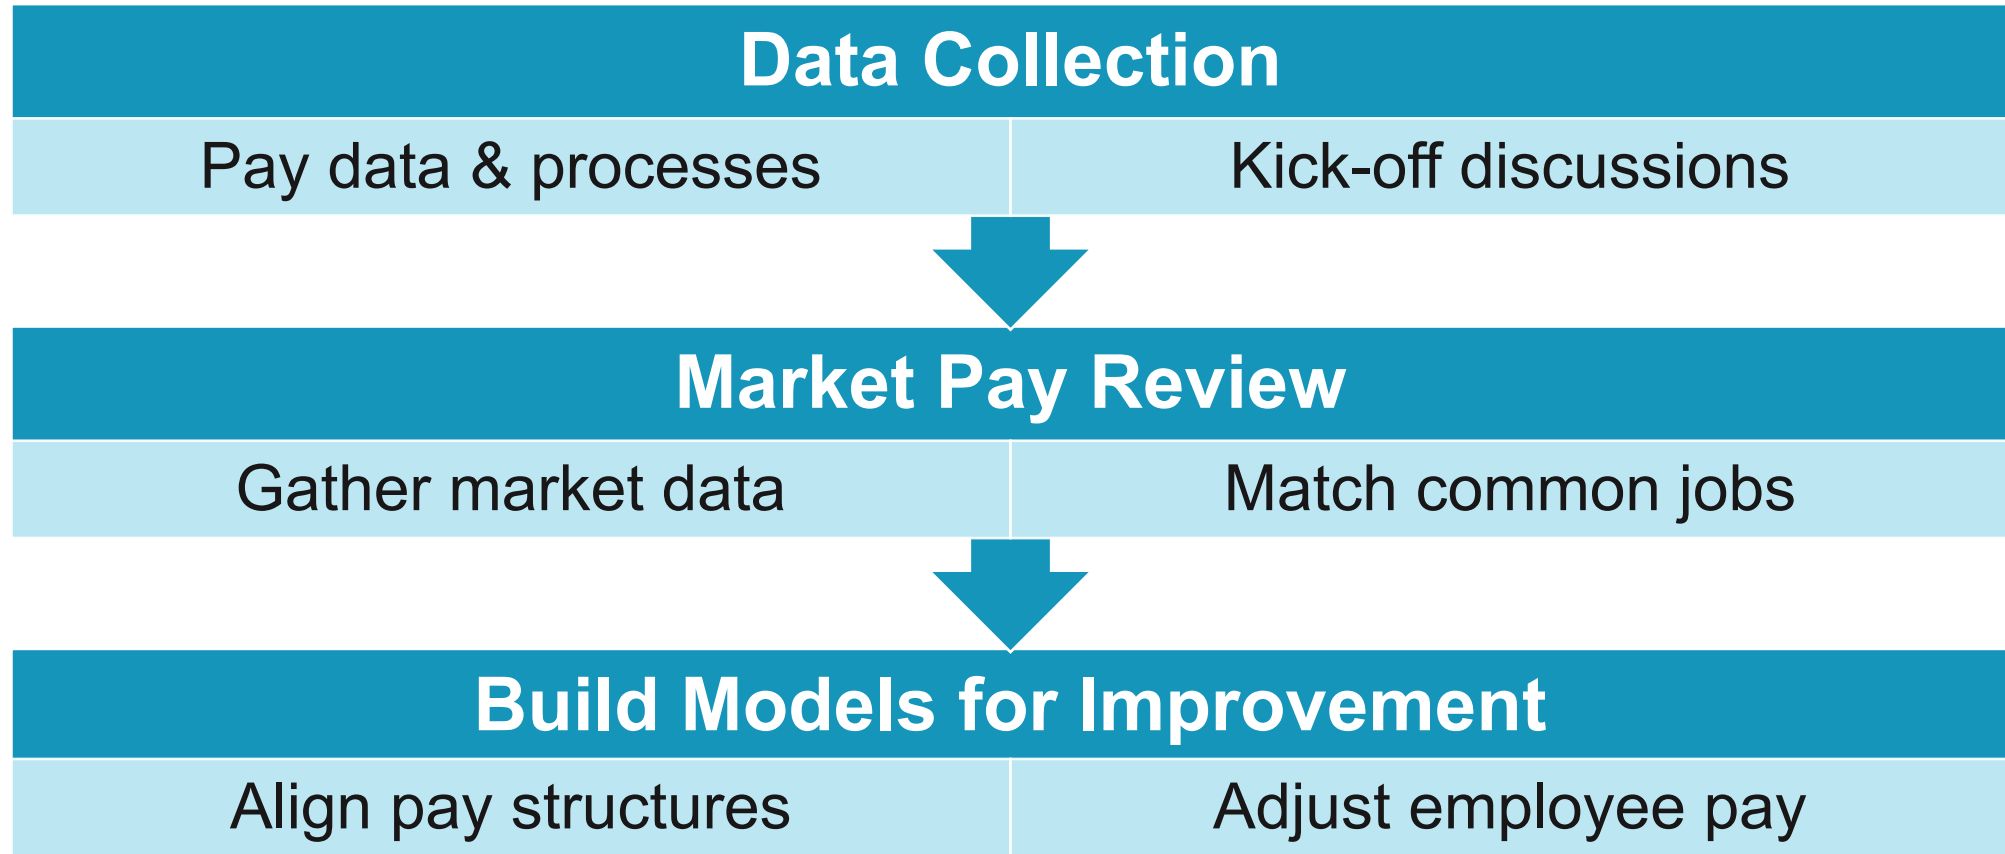 Data Collection
Pay data & processes
Kick-off discussions
Market Pay Review
Gather market data
Match common jobs
Build Models for Improvement
Align pay structures
Adjust employee pay